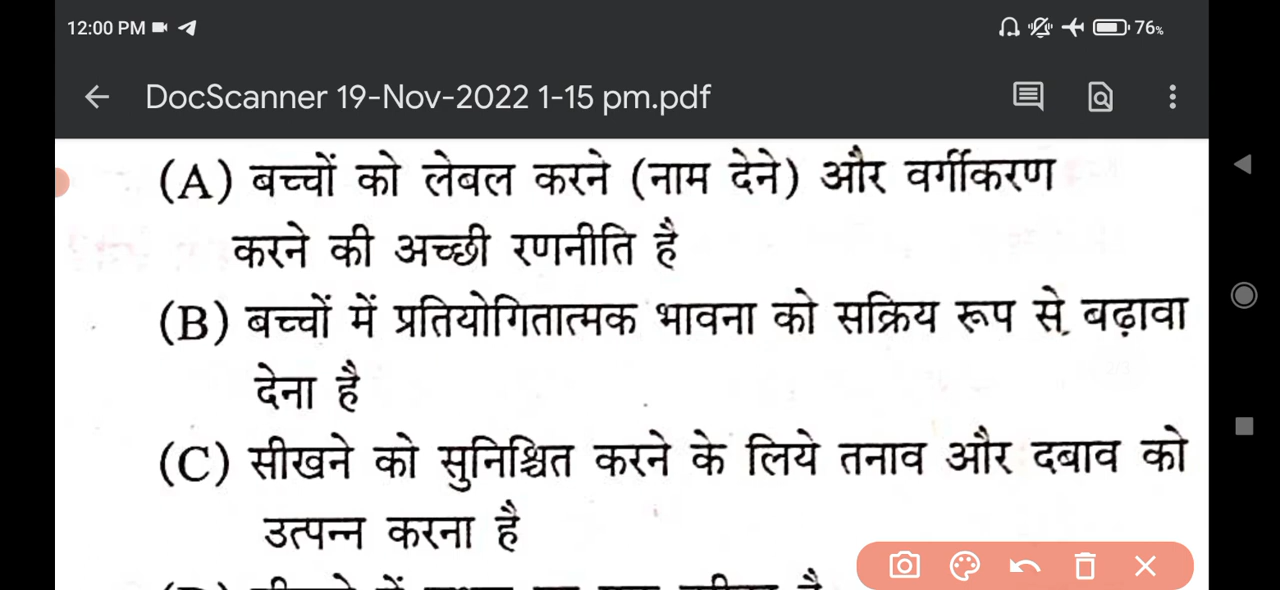 12:00 PM 76%
DocScanner 19-Nov-2022 1-15 pm.pdf
(A) बच्चों को लेबल करने (नाम देने) और वर्गीकरण
करने की अच्छी रणनीति है
(B) बच्चों में प्रतियोगितात्मक भावना को सक्रिय रूप से बढ़ावा
देना है
(C) सीखने को सुनिश्चित करने के लिये तनाव और दबाव को
उत्पन्न करना है